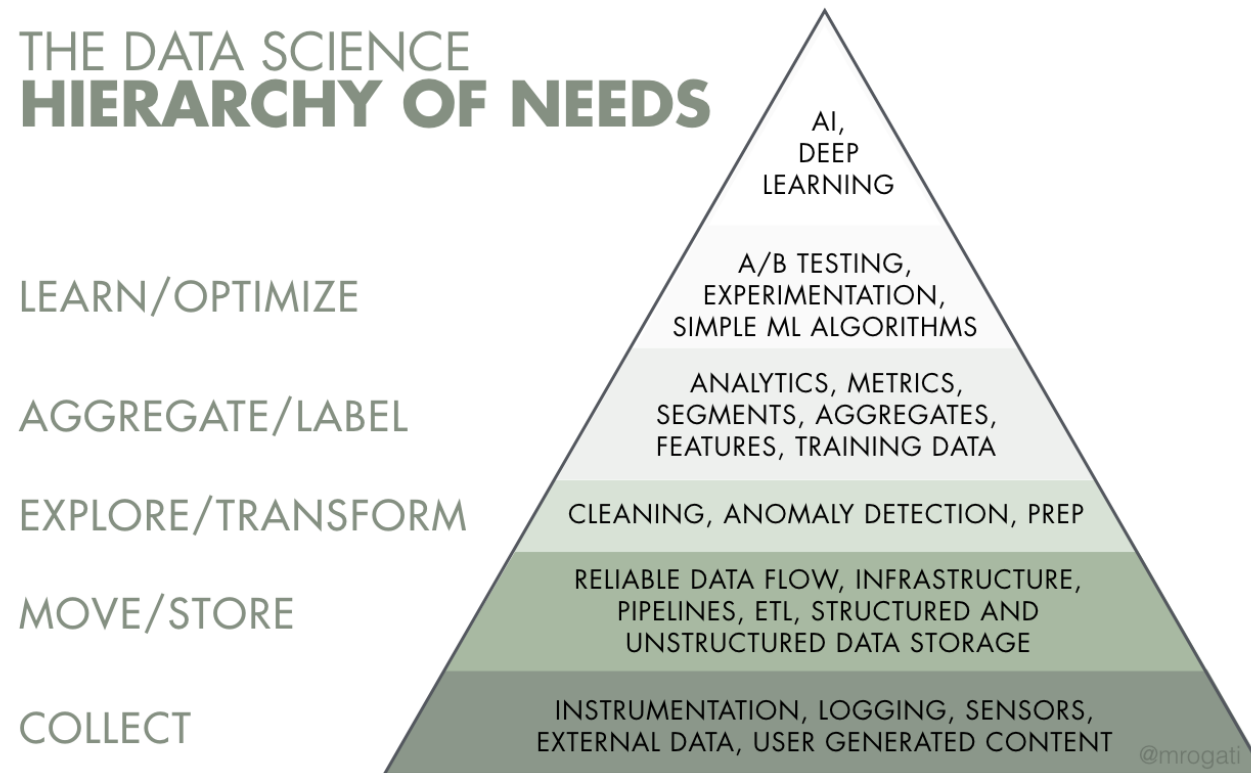 THE DATA SCIENCE
HIERARCHY OF NEEDS
AI,
DEEP
LEARNING
LEARN/OPTIMIZE
A/B TESTING,
EXPERIMENTATION,
SIMPLE ML ALGORITHMS
AGGREGATE/LABEL
ANALYTICS, METRICS,
SEGMENTS, AGGREGATES,
FEATURES, TRAINING DATA
EXPLORE/TRANSFORM
CLEANING, ANOMALY DETECTION, PREP
MOVE/STORE
RELIABLE DATA FLOW, INFRASTRUCTURE,
PIPELINES, ETL, STRUCTURED AND
UNSTRUCTURED DATA STORAGE
COLLECT
INSTRUMENTATION, LOGGING, SENSORS,
EXTERNAL DATA, USER GENERATED CONTENT
@mrogati